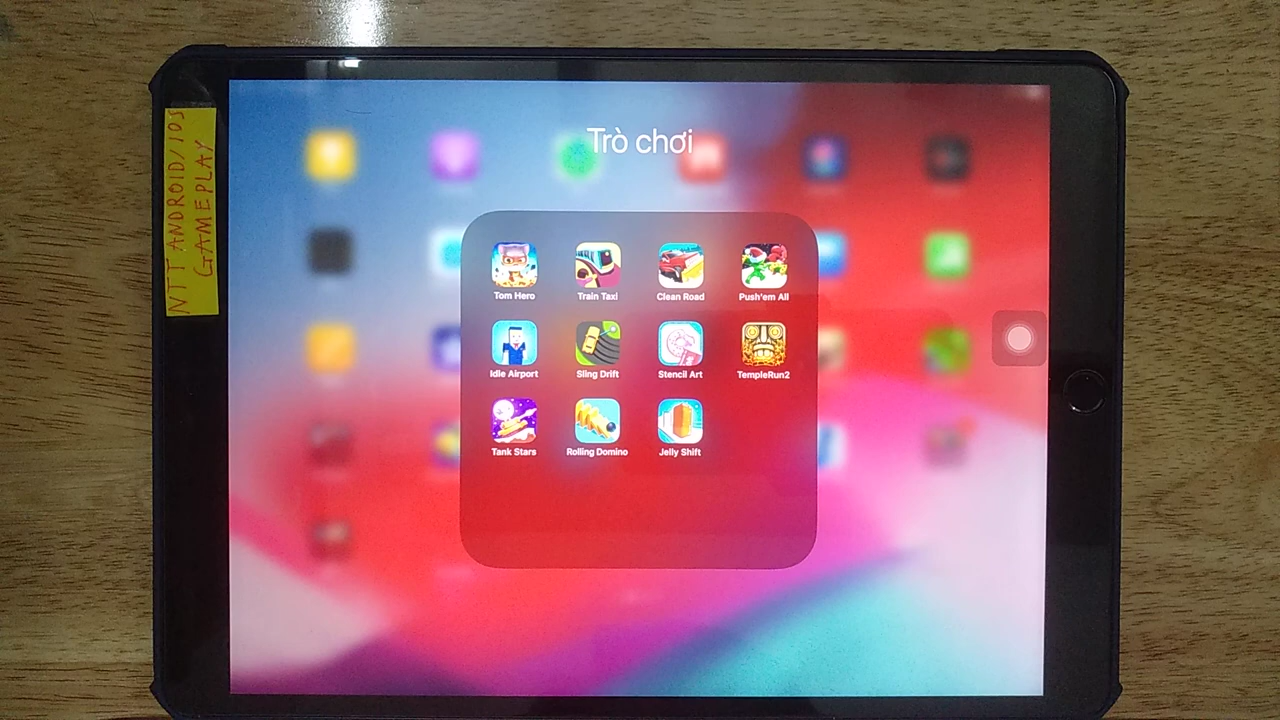 NTT ANDROID/IOS
GAMEPLAY
Trò chơi
Tom Hero
Train Taxi
Clean Road
Push'em All
Idle Airport
Sling Drift
Stencil Art
TempleRun2
Tank Stars
Rolling Domino
Jelly Shift